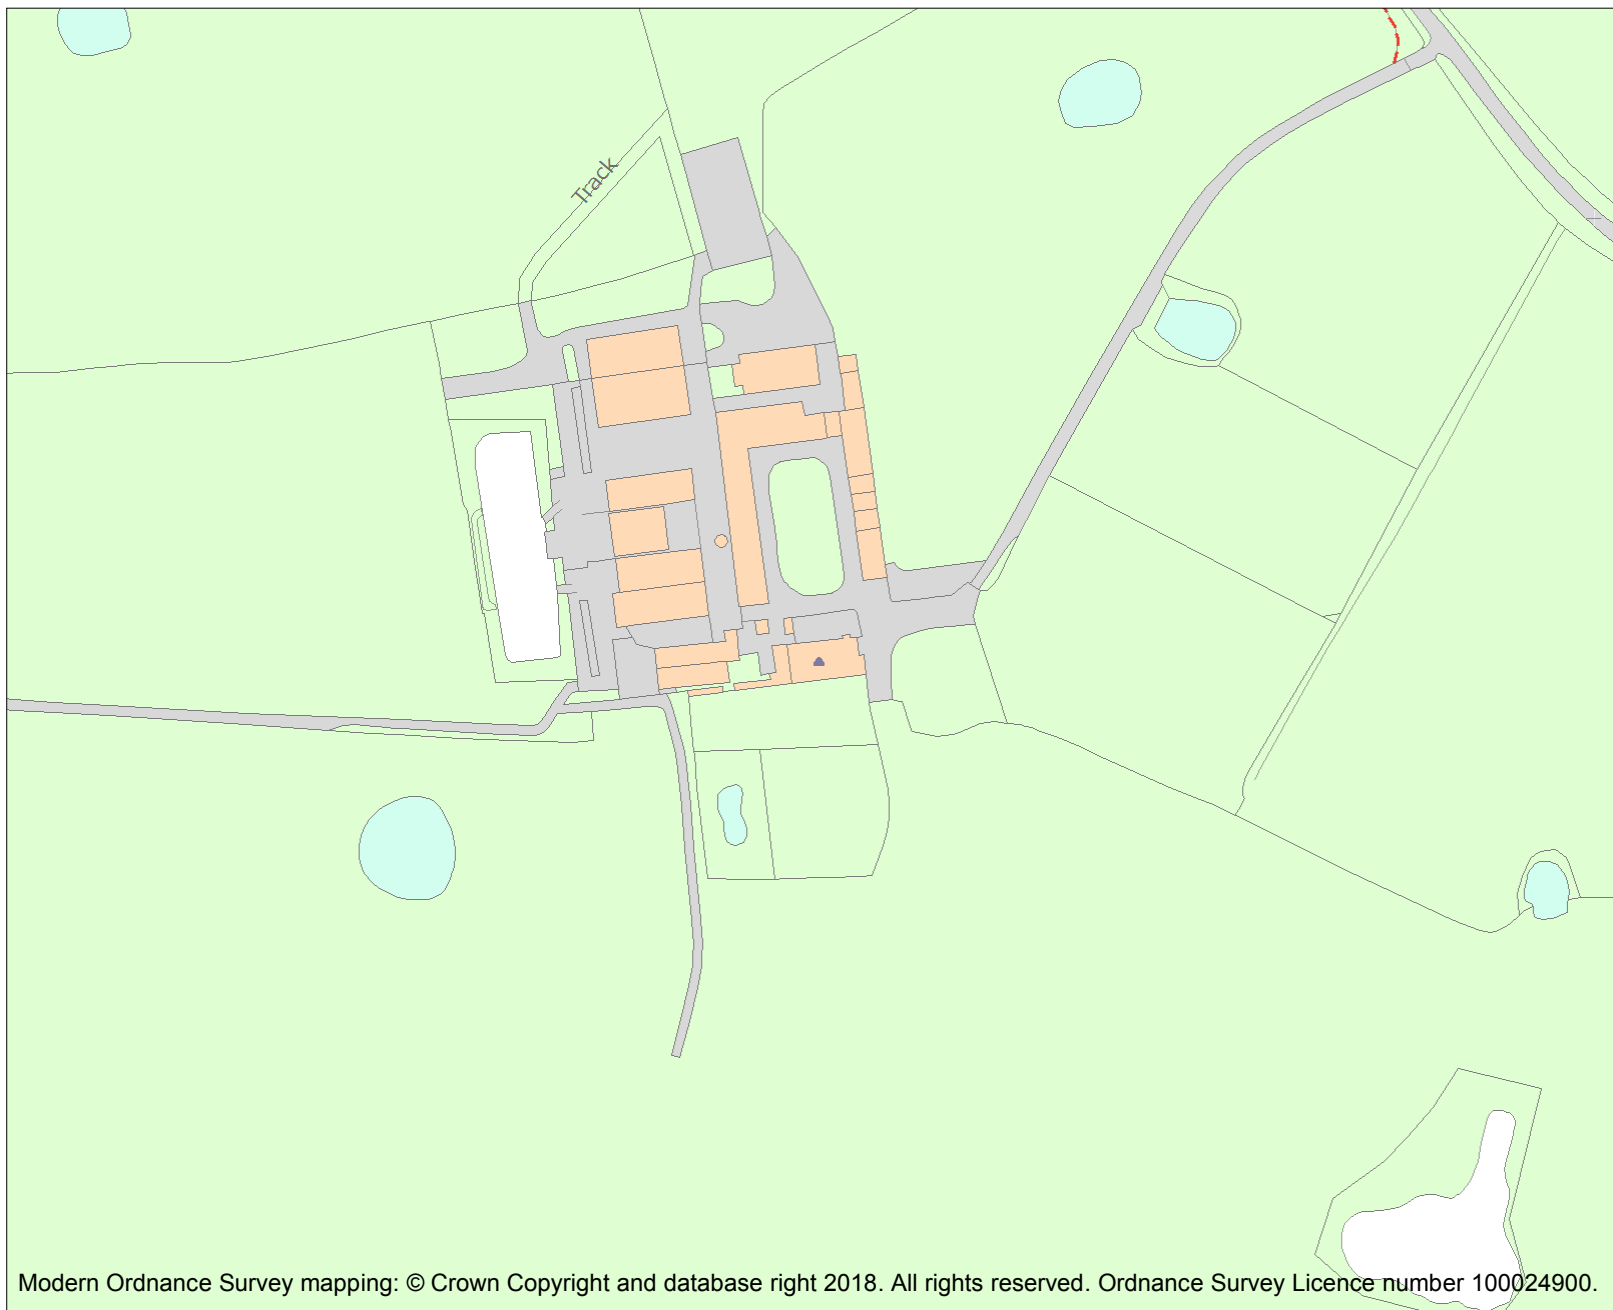 Track
Modern Ordnance Survey mapping: © Crown Copyright and database right 2018. All rights reserved. Ordnance Survey Licence number 100024900.